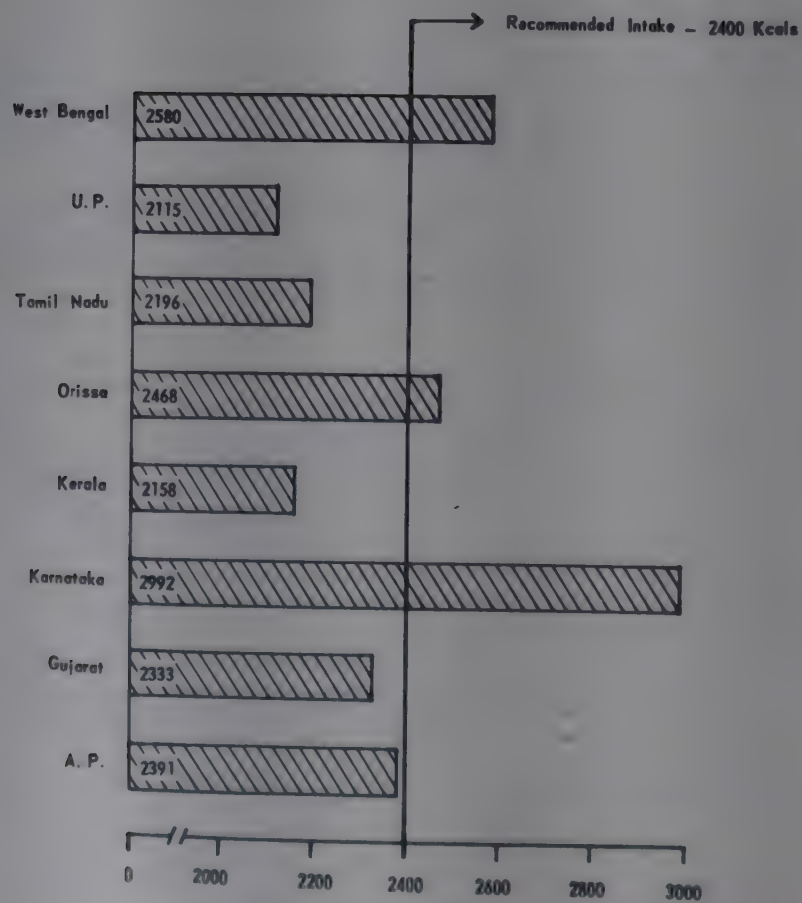 Recommended Intake – 2400 Kcals
West Bengal 2580
U. P. 2115
Tamil Nadu 2196
Orissa 2468
Kerala 2158
Karnataka 2992
Gujarat 2333
A. P. 2391
0 2000 2200 2400 2600 2800 3000